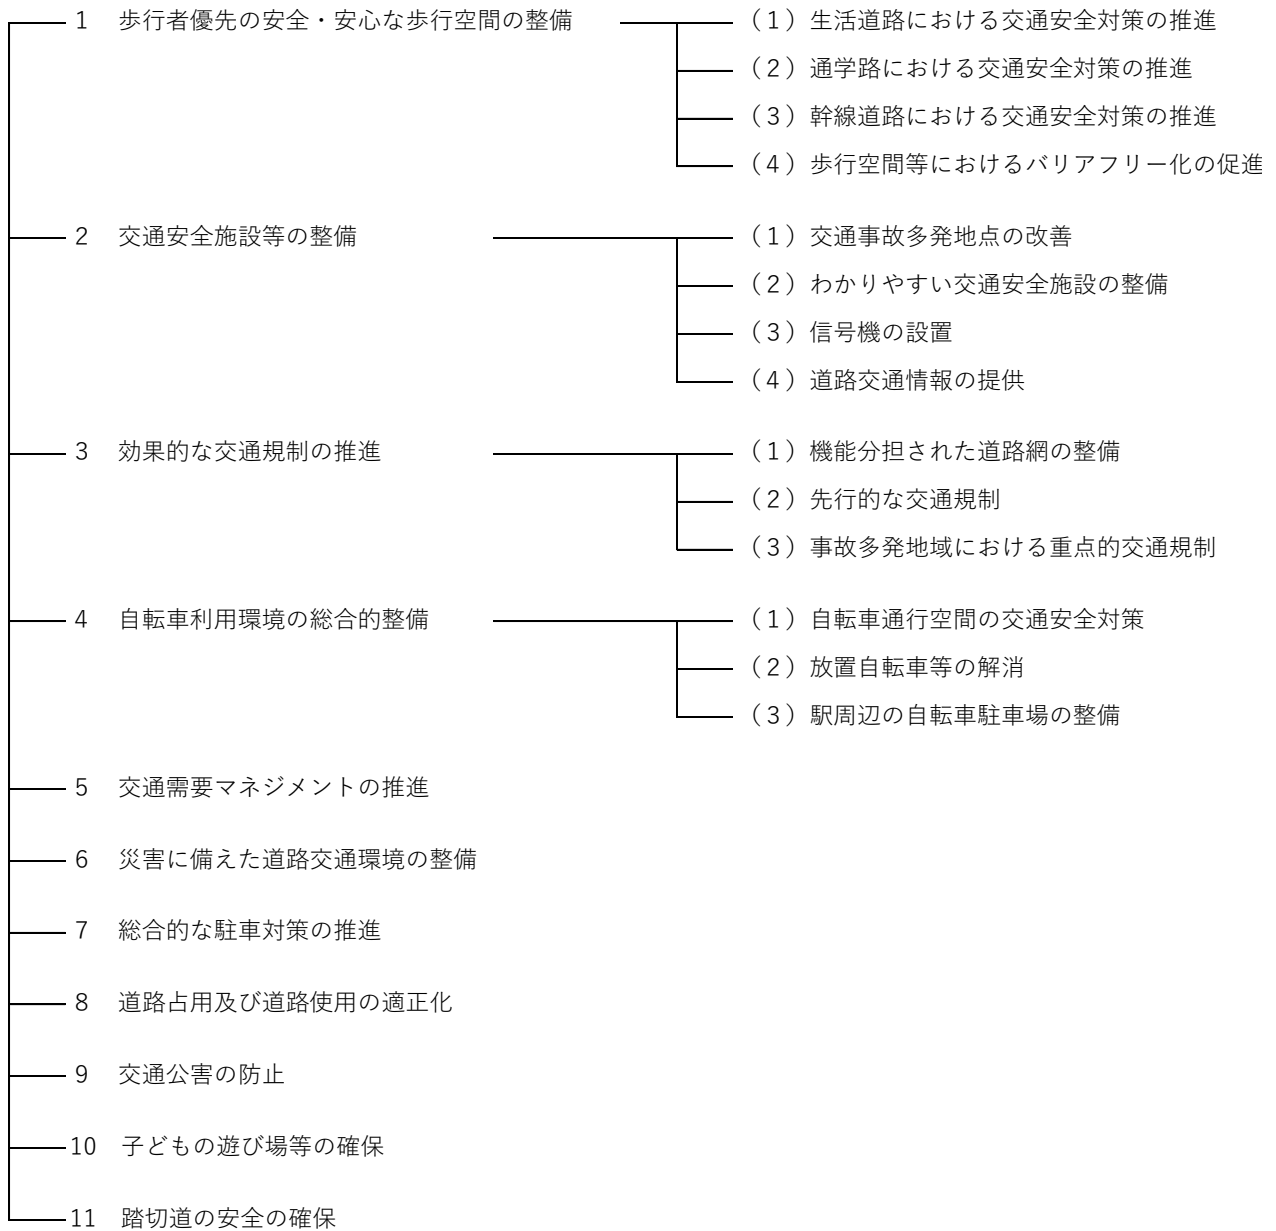 1 歩行者優先の安全・安心な歩行空間の整備
（1）生活道路における交通安全対策の推進
（2）通学路における交通安全対策の推進
（3）幹線道路における交通安全対策の推進
（4）歩行空間等におけるバリアフリー化の促進
2 交通安全施設等の整備
（1）交通事故多発地点の改善
（2）わかりやすい交通安全施設の整備
（3）信号機の設置
（4）道路交通情報の提供
3 効果的な交通規制の推進
（1）機能分担された道路網の整備
（2）先行的な交通規制
（3）事故多発地域における重点的交通規制
4 自転車利用環境の総合的整備
（1）自転車通行空間の交通安全対策
（2）放置自転車等の解消
（3）駅周辺の自転車駐車場の整備
5 交通需要マネジメントの推進
6 災害に備えた道路交通環境の整備
7 総合的な駐車対策の推進
8 道路占用及び道路使用の適正化
9 交通公害の防止
10 子どもの遊び場等の確保
11 踏切道の安全の確保